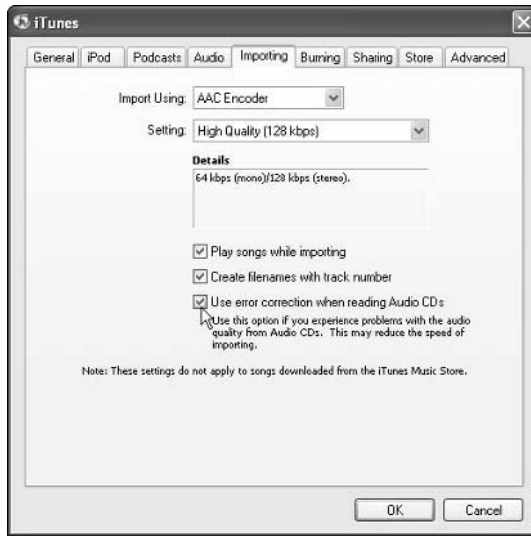 iTunes
General iPod Podcasts Audio Importing Burning Sharing Store Advanced
Import Using: AAC Encoder
Setting: High Quality (128 kbps)
Details
64 kbps (mono)/128 kbps (stereo).
Play songs while importing
Create filenames with track number
Use error correction when reading Audio CDs
Use this option if you experience problems with the audio
quality from Audio CDs. This may reduce the speed of
importing.
Note: These settings do not apply to songs downloaded from the iTunes Music Store.
OK Cancel